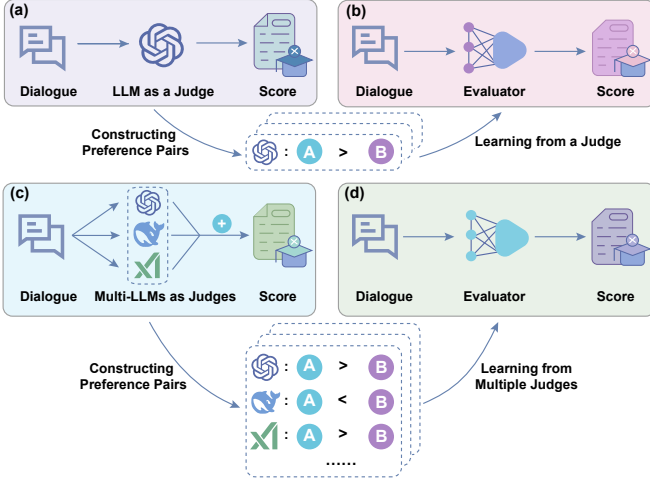 (a)
Dialogue
LLM as a Judge
Score
(b)
Dialogue
Evaluator
Score
Constructing
Preference Pairs
: A > B
Learning from a Judge
(c)
Dialogue
Multi-LLMs as Judges
Score
(d)
Dialogue
Evaluator
Score
Constructing
Preference Pairs
: A > B
: A < B
: A > B
......
Learning from
Multiple Judges